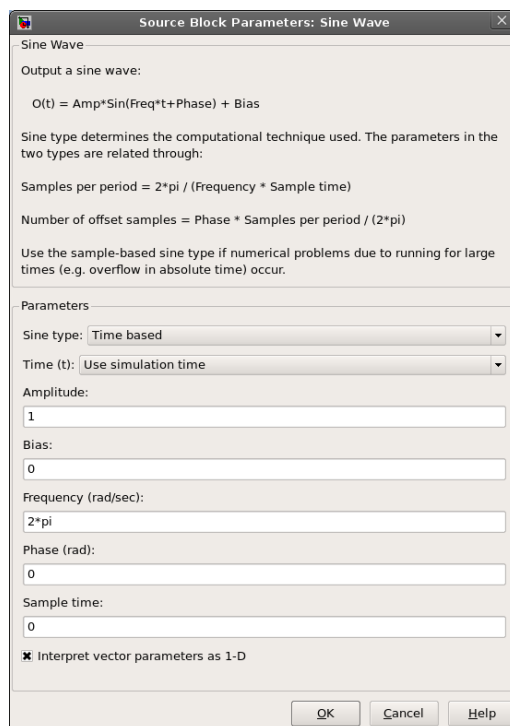 Source Block Parameters: Sine Wave
Sine Wave
Output a sine wave:
O(t) = Amp*Sin(Freq*t+Phase) + Bias
Sine type determines the computational technique used. The parameters in the
two types are related through:
Samples per period = 2*pi / (Frequency * Sample time)
Number of offset samples = Phase * Samples per period / (2*pi)
Use the sample-based sine type if numerical problems due to running for large
times (e.g. overflow in absolute time) occur.
Parameters
Sine type: Time based
Time (t): Use simulation time
Amplitude:
1
Bias:
0
Frequency (rad/sec):
2*pi
Phase (rad):
0
Sample time:
0
Interpret vector parameters as 1-D
OK Cancel Help